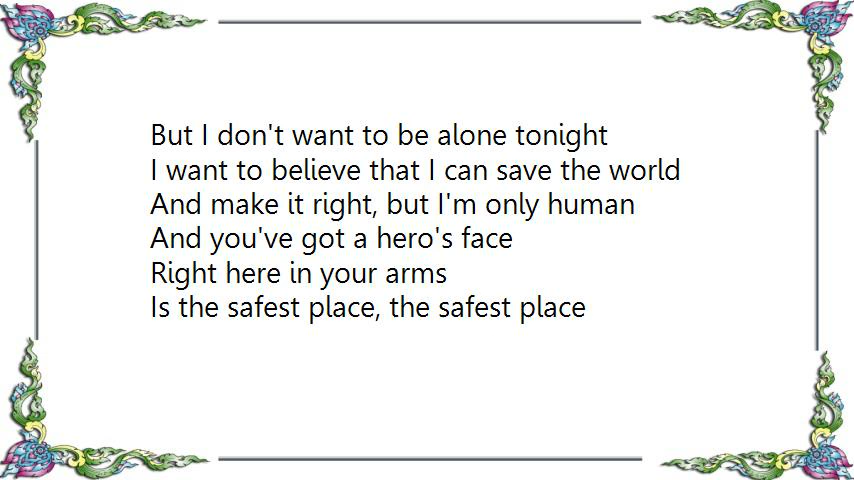 But I don't want to be alone tonight
I want to believe that I can save the world
And make it right, but I'm only human
And you've got a hero's face
Right here in your arms
Is the safest place, the safest place